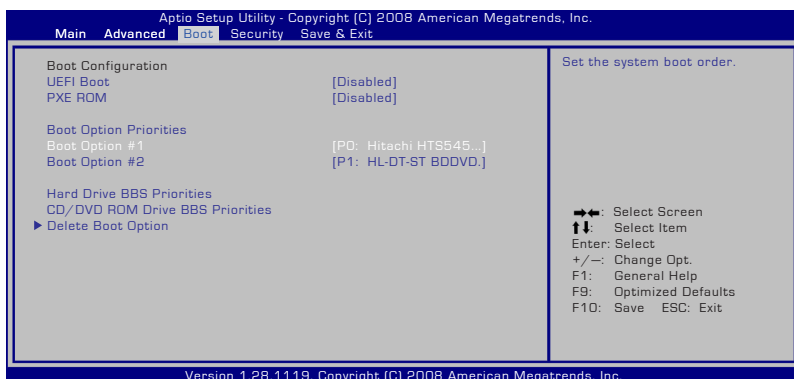 Aptio Setup Utility - Copyright (C) 2008 American Megatrends, Inc.
Main Advanced Boot Security Save & Exit
Boot Configuration
UEFI Boot [Disabled]
PXE ROM [Disabled]
Boot Option Priorities
Boot Option #1 [P0: Hitachi HTS545...]
Boot Option #2 [P1: HL-DT-ST BDDVD.]
Hard Drive BBS Priorities
CD/DVD ROM Drive BBS Priorities
Delete Boot Option
Set the system boot order.
→←: Select Screen
↑↓: Select Item
Enter: Select
+/—: Change Opt.
F1: General Help
F9: Optimized Defaults
F10: Save ESC: Exit
Version 1.28.1119. Copyright (C) 2008 American Megatrends, Inc.